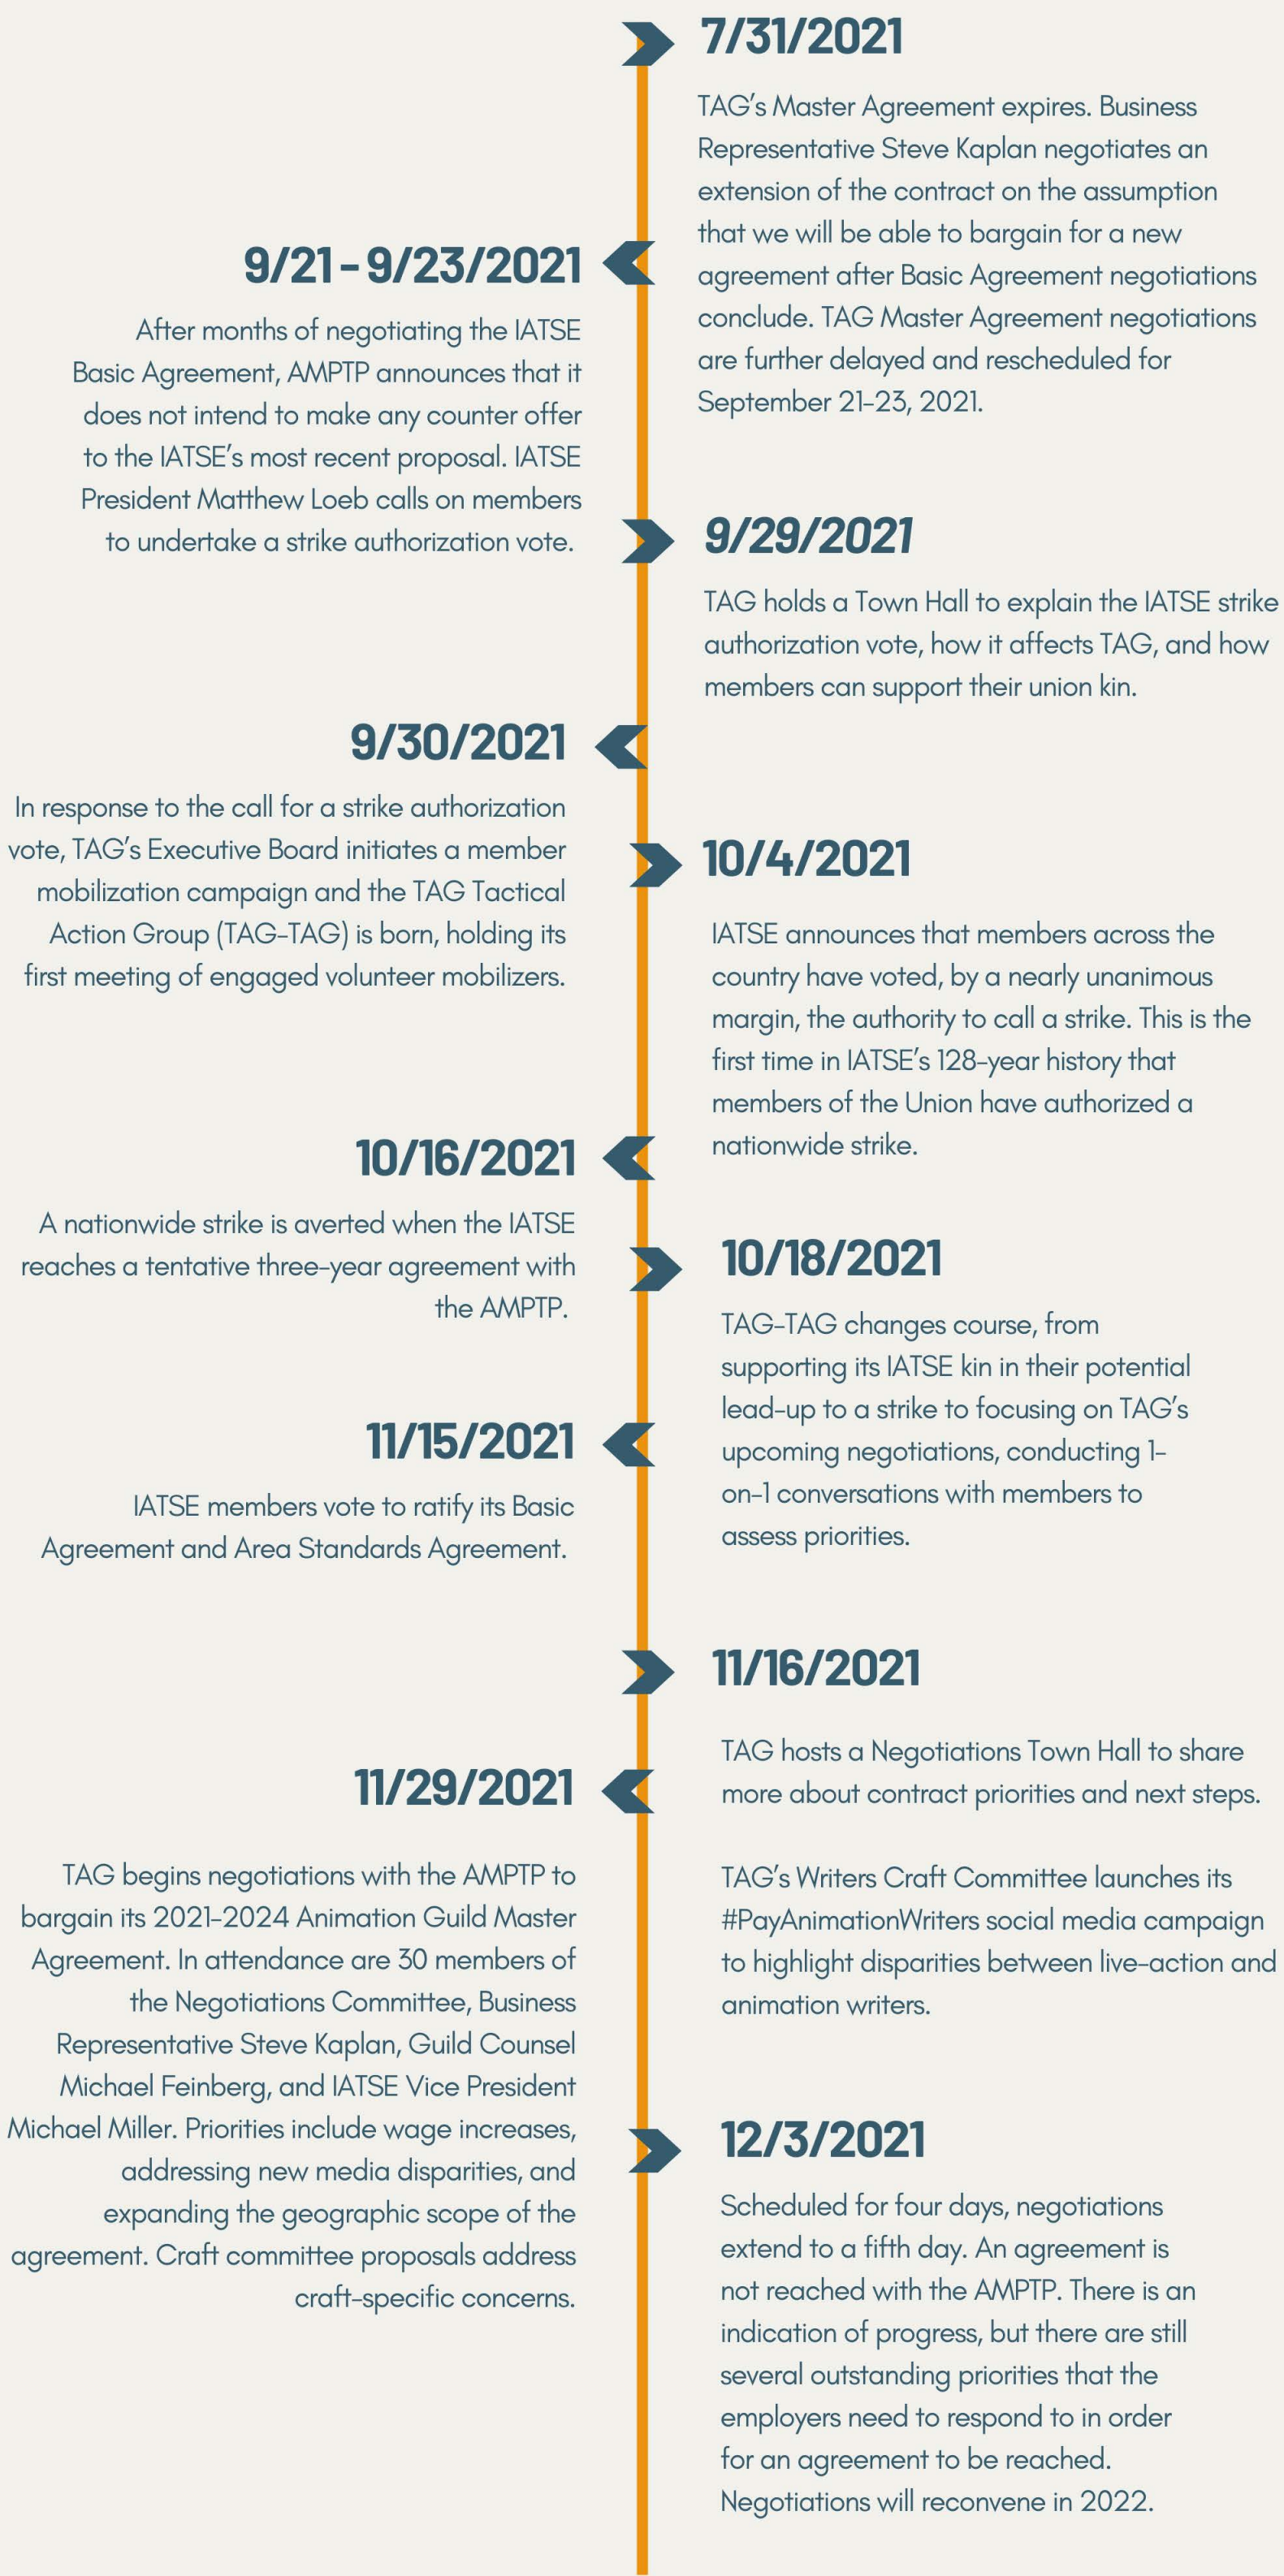 7/31/2021
TAG's Master Agreement expires. Business
Representative Steve Kaplan negotiates an
extension of the contract on the assumption
that we will be able to bargain for a new
agreement after Basic Agreement negotiations
conclude. TAG Master Agreement negotiations
are further delayed and rescheduled for
September 21-23, 2021.
9/21 - 9/23/2021
After months of negotiating the IATSE
Basic Agreement, AMPTP announces that it
does not intend to make any counter offer
to the IATSE's most recent proposal. IATSE
President Matthew Loeb calls on members
to undertake a strike authorization vote.
9/29/2021
TAG holds a Town Hall to explain the IATSE strike
authorization vote, how it affects TAG, and how
members can support their union kin.
9/30/2021
In response to the call for a strike authorization
vote, TAG's Executive Board initiates a member
mobilization campaign and the TAG Tactical
Action Group (TAG-TAG) is born, holding its
first meeting of engaged volunteer mobilizers.
10/4/2021
IATSE announces that members across the
country have voted, by a nearly unanimous
margin, the authority to call a strike. This is the
first time in IATSE's 128-year history that
members of the Union have authorized a
nationwide strike.
10/16/2021
A nationwide strike is averted when the IATSE
reaches a tentative three-year agreement with
the AMPTP.
10/18/2021
TAG-TAG changes course, from
supporting its IATSE kin in their potential
lead-up to a strike to focusing on TAG's
upcoming negotiations, conducting 1-
on-1 conversations with members to
assess priorities.
11/15/2021
IATSE members vote to ratify its Basic
Agreement and Area Standards Agreement.
11/16/2021
TAG hosts a Negotiations Town Hall to share
more about contract priorities and next steps.
TAG's Writers Craft Committee launches its
#PayAnimationWriters social media campaign
to highlight disparities between live-action and
animation writers.
11/29/2021
TAG begins negotiations with the AMPTP to
bargain its 2021-2024 Animation Guild Master
Agreement. In attendance are 30 members of
the Negotiations Committee, Business
Representative Steve Kaplan, Guild Counsel
Michael Feinberg, and IATSE Vice President
Michael Miller. Priorities include wage increases,
addressing new media disparities, and
expanding the geographic scope of the
agreement. Craft committee proposals address
craft-specific concerns.
12/3/2021
Scheduled for four days, negotiations
extend to a fifth day. An agreement is
not reached with the AMPTP. There is an
indication of progress, but there are still
several outstanding priorities that the
employers need to respond to in order
for an agreement to be reached.
Negotiations will reconvene in 2022.